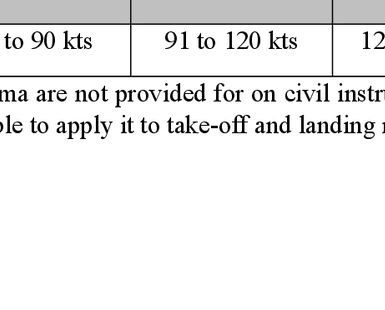 to 90 kts 91 to 120 kts 12
ma are not provided for on civil instru
ble to apply it to take-off and landing